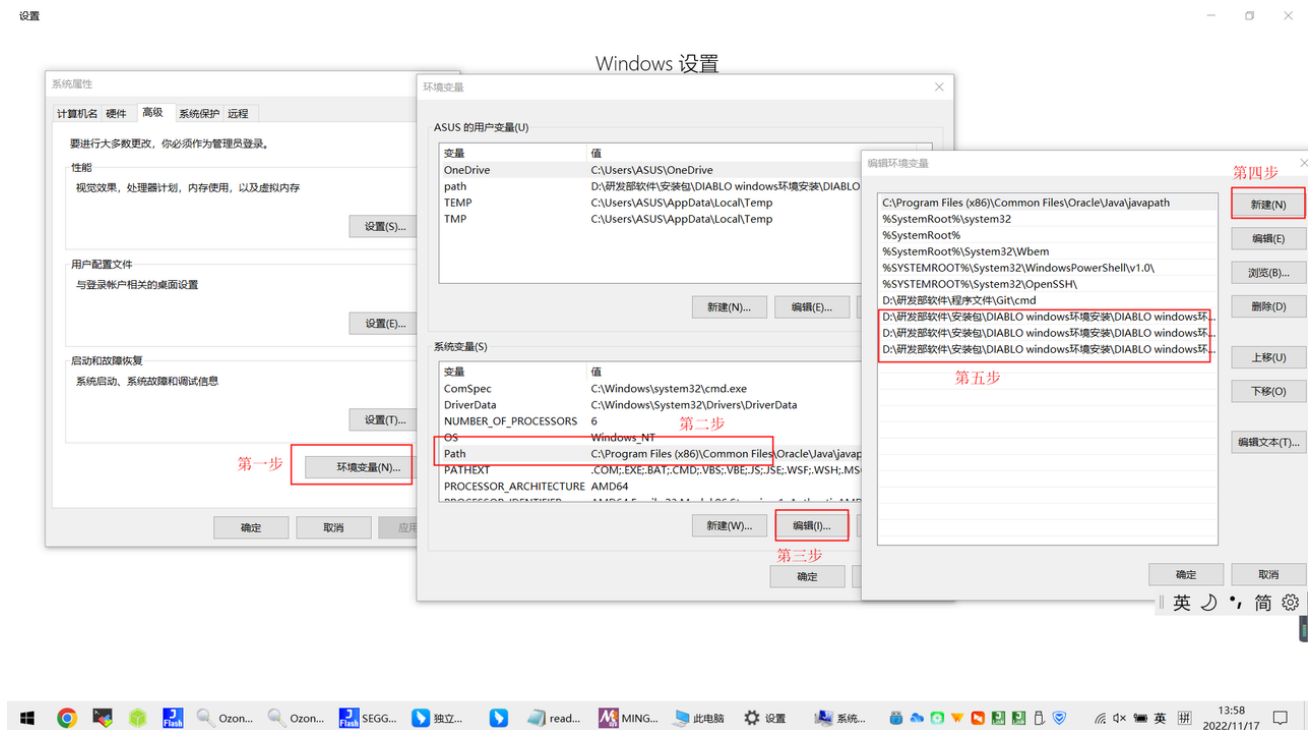 设置
Windows 设置
系统属性
计算机名 硬件 高级 系统保护 远程
要进行大多数更改，你必须作为管理员登录。
性能
视觉效果，处理器计划，内存使用，以及虚拟内存
设置(S)...
用户配置文件
与登录帐户相关的桌面设置
设置(E)...
启动和故障恢复
系统启动、系统故障和调试信息
设置(T)...
第一步
环境变量(N)...
确定 取消 应用
环境变量
ASUS 的用户变量(U)
变量 值
OneDrive C:\Users\ASUS\OneDrive
path D:\研发部软件\安装包\DIABLO windows环境安装\DIABLO
TEMP C:\Users\ASUS\AppData\Local\Temp
TMP C:\Users\ASUS\AppData\Local\Temp
新建(N)... 编辑(E)...
系统变量(S)
变量 值
ComSpec C:\Windows\system32\cmd.exe
DriverData C:\Windows\System32\Drivers\DriverData
NUMBER_OF_PROCESSORS 6
第二步
OS Windows_NT
Path C:\Program Files (x86)\Common Files\Oracle\Java\javap
PATHEXT .COM;.EXE;.BAT;.CMD;.VBS;.VBE;.JS;.JSE;.WSF;.WSH;.MS
PROCESSOR_ARCHITECTURE AMD64
新建(W)... 编辑(I)...
第三步
确定
编辑环境变量
第四步
C:\Program Files (x86)\Common Files\Oracle\Java\javapath
%SystemRoot%\system32
%SystemRoot%
%SystemRoot%\System32\Wbem
%SYSTEMROOT%\System32\WindowsPowerShell\v1.0\
%SYSTEMROOT%\System32\OpenSSH\
D:\研发部软件\程序文件\Git\cmd
D:\研发部软件\安装包\DIABLO windows环境安装\DIABLO windows环...
D:\研发部软件\安装包\DIABLO windows环境安装\DIABLO windows环...
D:\研发部软件\安装包\DIABLO windows环境安装\DIABLO windows环...
第五步
新建(N)
编辑(E)
浏览(B)...
删除(D)
上移(U)
下移(O)
编辑文本(T)...
确定 取消
英 简
Flash Ozon... Ozon... Flash SEGG... 独立... read... MING... 此电脑 设置 系统... 英 拼
13:58
2022/11/17